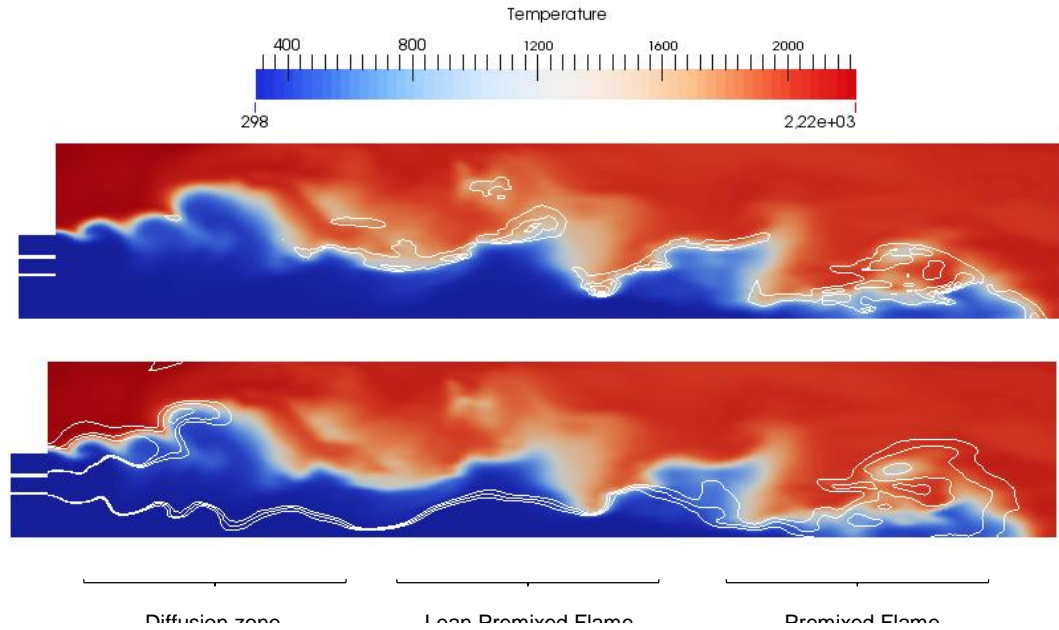 Temperature
400 800 1200 1600 2000
298 2.22e+03
Diffusion zone Lean Premixed Flame Premixed Flame